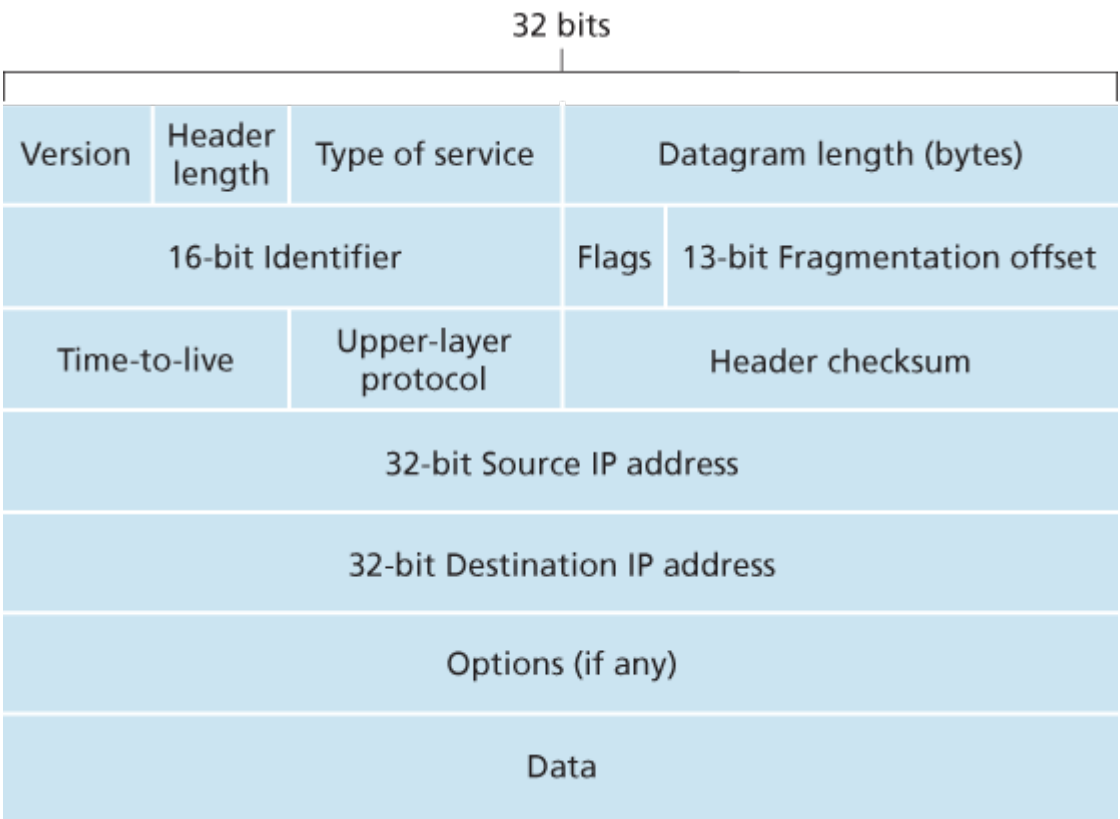 32 bits
Version
Header
length
Type of service
Datagram length (bytes)
16-bit Identifier
Flags
13-bit Fragmentation offset
Time-to-live
Upper-layer
protocol
Header checksum
32-bit Source IP address
32-bit Destination IP address
Options (if any)
Data